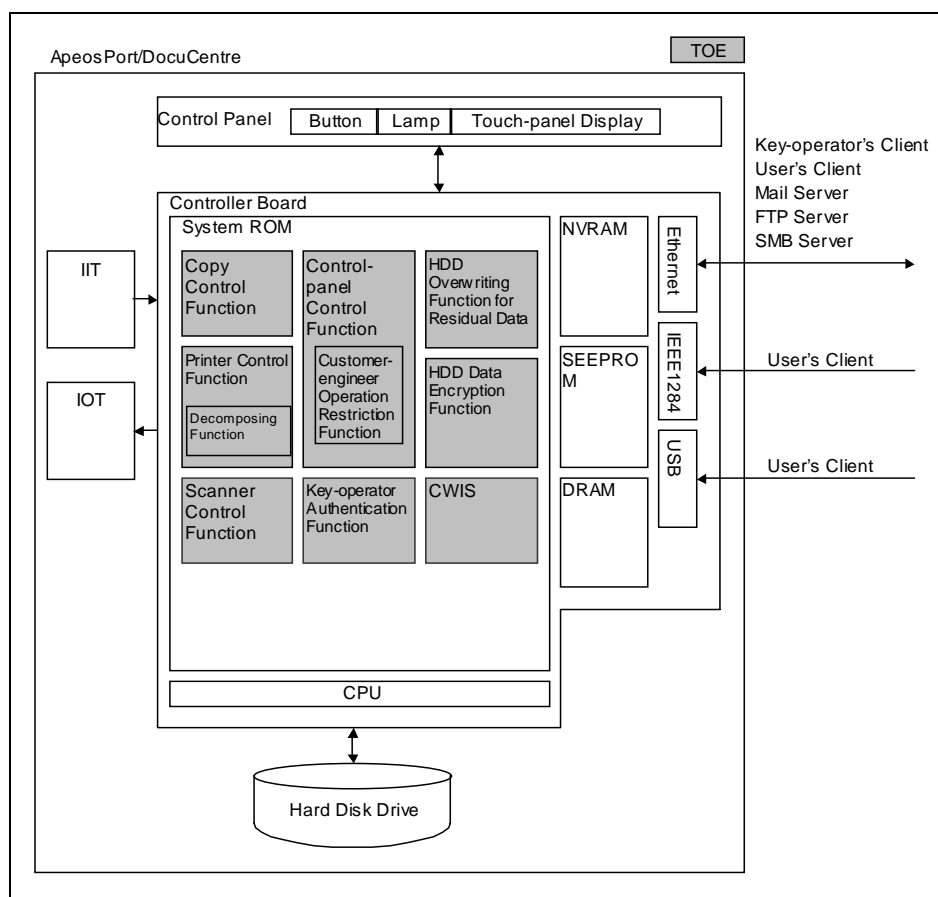 ApeosPort/DocuCentre
TOE
Control Panel
Button
Lamp
Touch-panel Display
Key-operator's Client
User's Client
Mail Server
FTP Server
SMB Server
Controller Board
System ROM
NVRAM
Ethernet
IIT
Copy
Control
Function
Control-
panel
Control
Function
HDD
Overwriting
Function for
Residual Data
Printer Control
Function
Decomposing
Function
Customer-
engineer
Operation
Restriction
Function
HDD Data
Encryption
Function
SEEPRO
M
IEEE1284
User's Client
IOT
USB
User's Client
Scanner
Control
Function
Key-operator
Authentication
Function
CWIS
DRAM
CPU
Hard Disk Drive